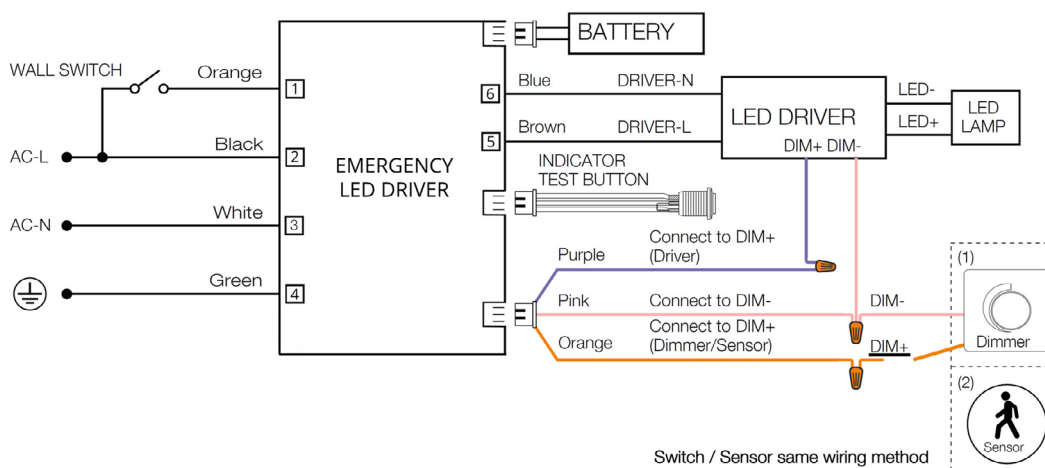 BATTERY
WALL SWITCH
Orange
1
6
Blue
DRIVER-N
LED DRIVER
DIM+ DIM-
LED-
LED+
LED
LAMP
AC-L
Black
2
5
Brown
DRIVER-L
EMERGENCY
LED DRIVER
INDICATOR
TEST BUTTON
AC-N
White
3
Green
4
Purple
Connect to DIM+
(Driver)
Pink
Connect to DIM-
DIM-
Orange
Connect to DIM+
(Dimmer/Sensor)
DIM+
(1)
Dimmer
(2)
Sensor
Switch / Sensor same wiring method